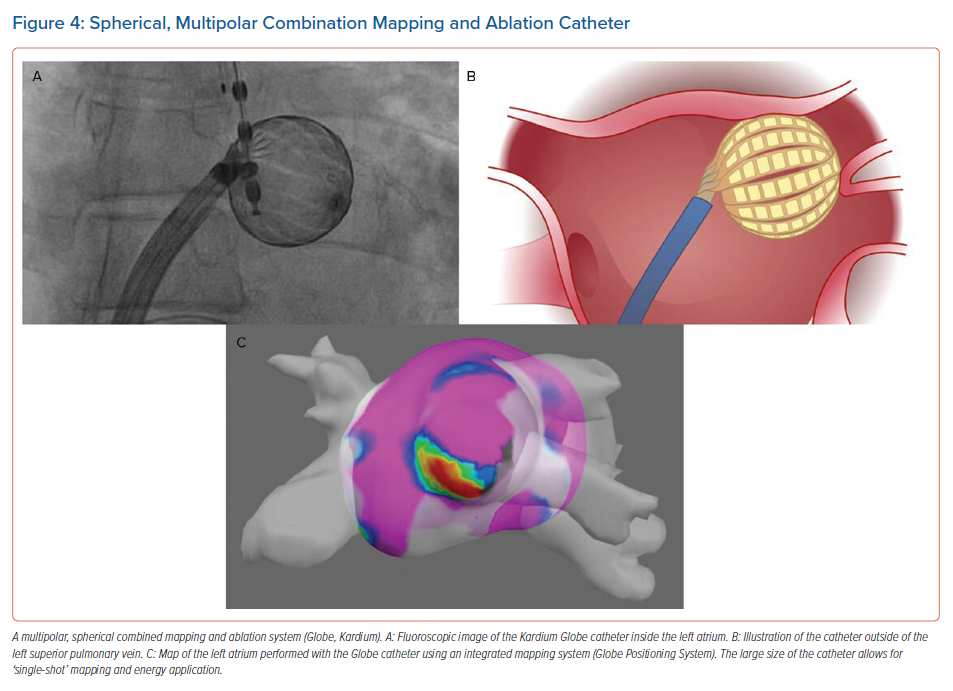 Figure 4: Spherical, Multipolar Combination Mapping and Ablation Catheter
A
B
C
A multipolar, spherical combined mapping and ablation system (Globe, Kardium). A: Fluoroscopic image of the Kardium Globe catheter inside the left atrium. B: Illustration of the catheter outside of the
left superior pulmonary vein. C: Map of the left atrium performed with the Globe catheter using an integrated mapping system (Globe Positioning System). The large size of the catheter allows for
‘single-shot’ mapping and energy application.